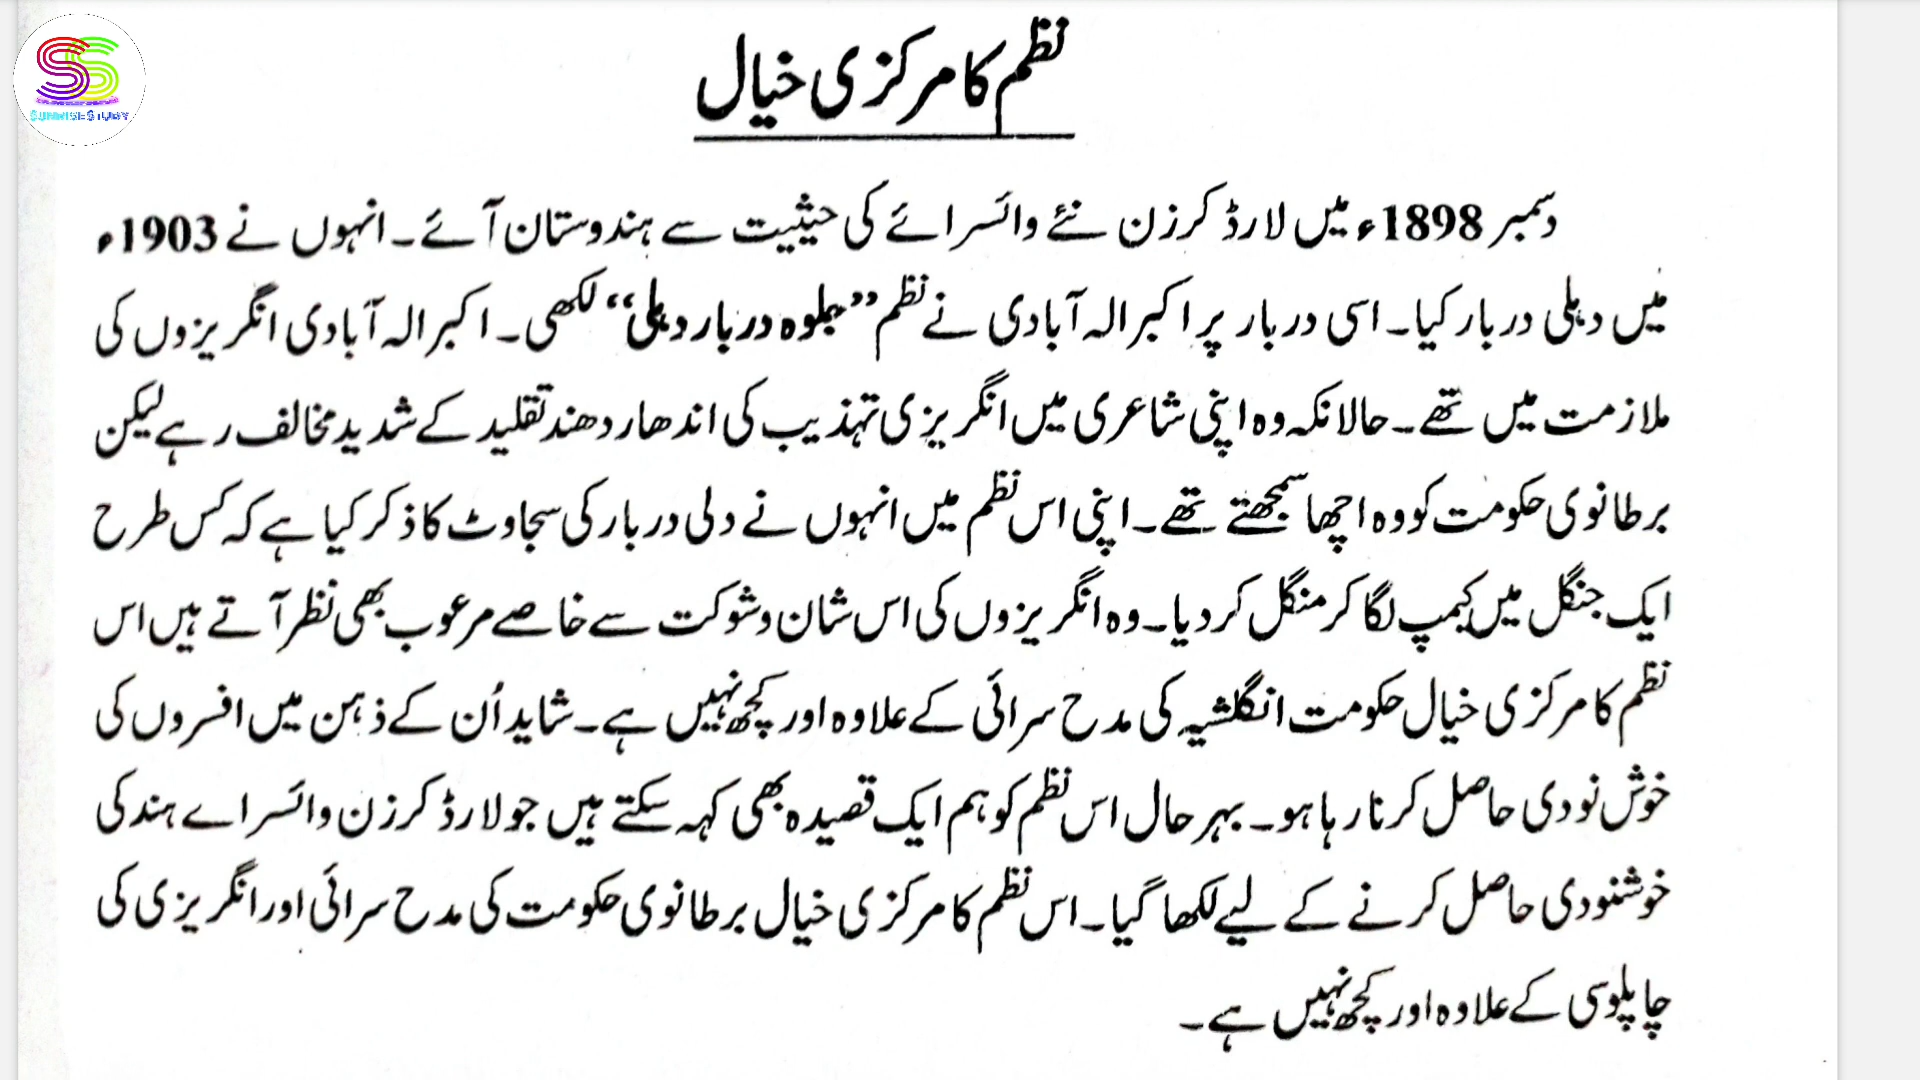 SUNRISESTUDY
نظم کا مرکزی خیال
دسمبر 1898ء میں لارڈ کرزن نئے وائسرائے کی حیثیت سے ہندوستان آئے۔ انہوں نے 1903ء
میں دہلی دربار کیا۔ اسی دربار پر اکبر الہ آبادی نے نظم ”جلوہ دربار دہلی“ لکھی۔ اکبر الہ آبادی انگریزوں کی
ملازمت میں تھے۔ حالانکہ وہ اپنی شاعری میں انگریزی تہذیب کی اندھا ردھند تقلید کے شدید مخالف رہے لیکن
برطانوی حکومت کو وہ اچھا سمجھتے تھے۔ اپنی اس نظم میں انہوں نے دلی دربار کی سجاوٹ کا ذکر کیا ہے کہ کس طرح
ایک جنگل میں کیمپ لگا کر منگل کر دیا۔ وہ انگریزوں کی اس شان و شوکت سے خاصے مرعوب بھی نظر آتے ہیں اس
نظم کا مرکزی خیال حکومت انگلشیہ کی مدح سرائی کے علاوہ اور کچھ نہیں ہے۔ شاید اُن کے ذہن میں افسروں کی
خوش نودی حاصل کرنا رہا ہو۔ بہر حال اس نظم کو ہم ایک قصیدہ بھی کہہ سکتے ہیں جو لارڈ کرزن وائسراے ہند کی
خوشنودی حاصل کرنے کے لیے لکھا گیا۔ اس نظم کا مرکزی خیال برطانوی حکومت کی مدح سرائی اور انگریزی کی
چاپلوسی کے علاوہ اور کچھ نہیں ہے۔